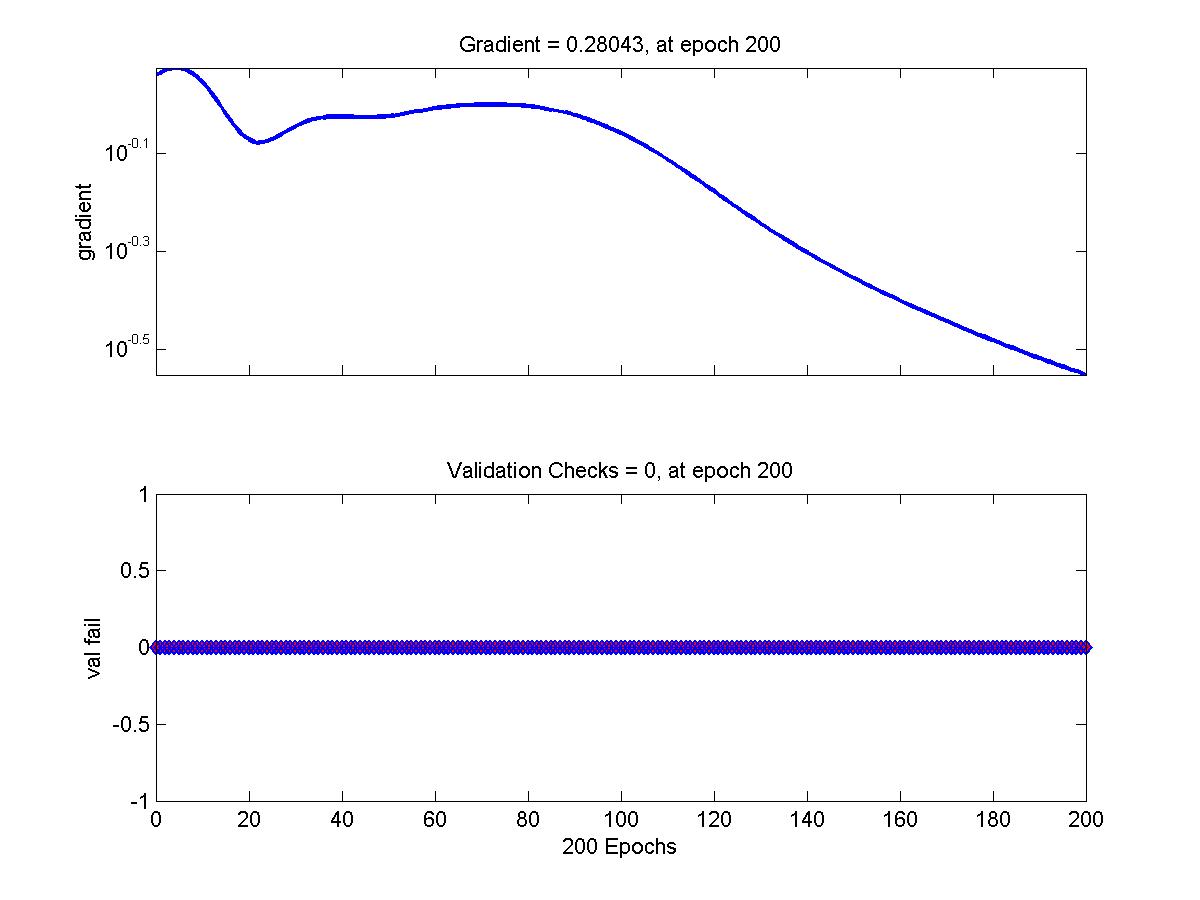 Gradient = 0.28043, at epoch 200
10^-0.1
10^-0.3
10^-0.5
gradient
Validation Checks = 0, at epoch 200
1
0.5
0
-0.5
-1
val fail
0 20 40 60 80 100 120 140 160 180 200
200 Epochs